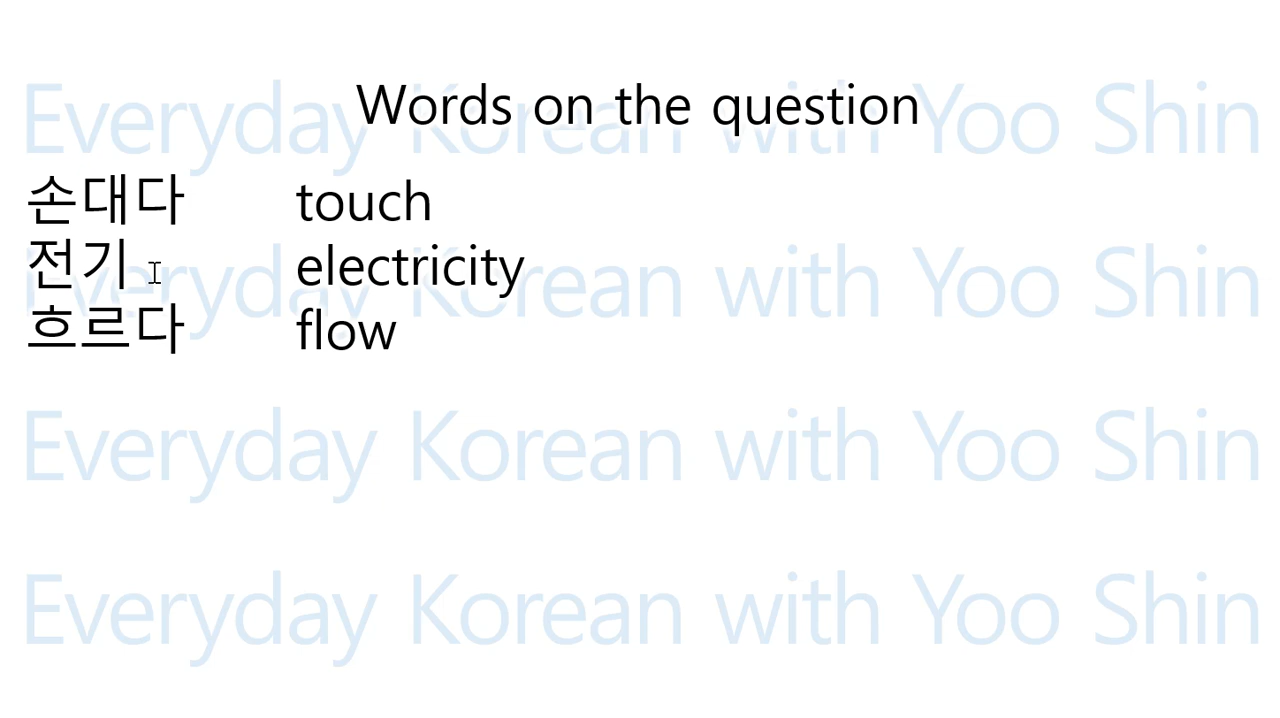 Words on the question
손대다 touch
전기 electricity
흐르다 flow
Everyday Korean with Yoo Shin
Everyday Korean with Yoo Shin
Everyday Korean with Yoo Shin
Everyday Korean with Yoo Shin